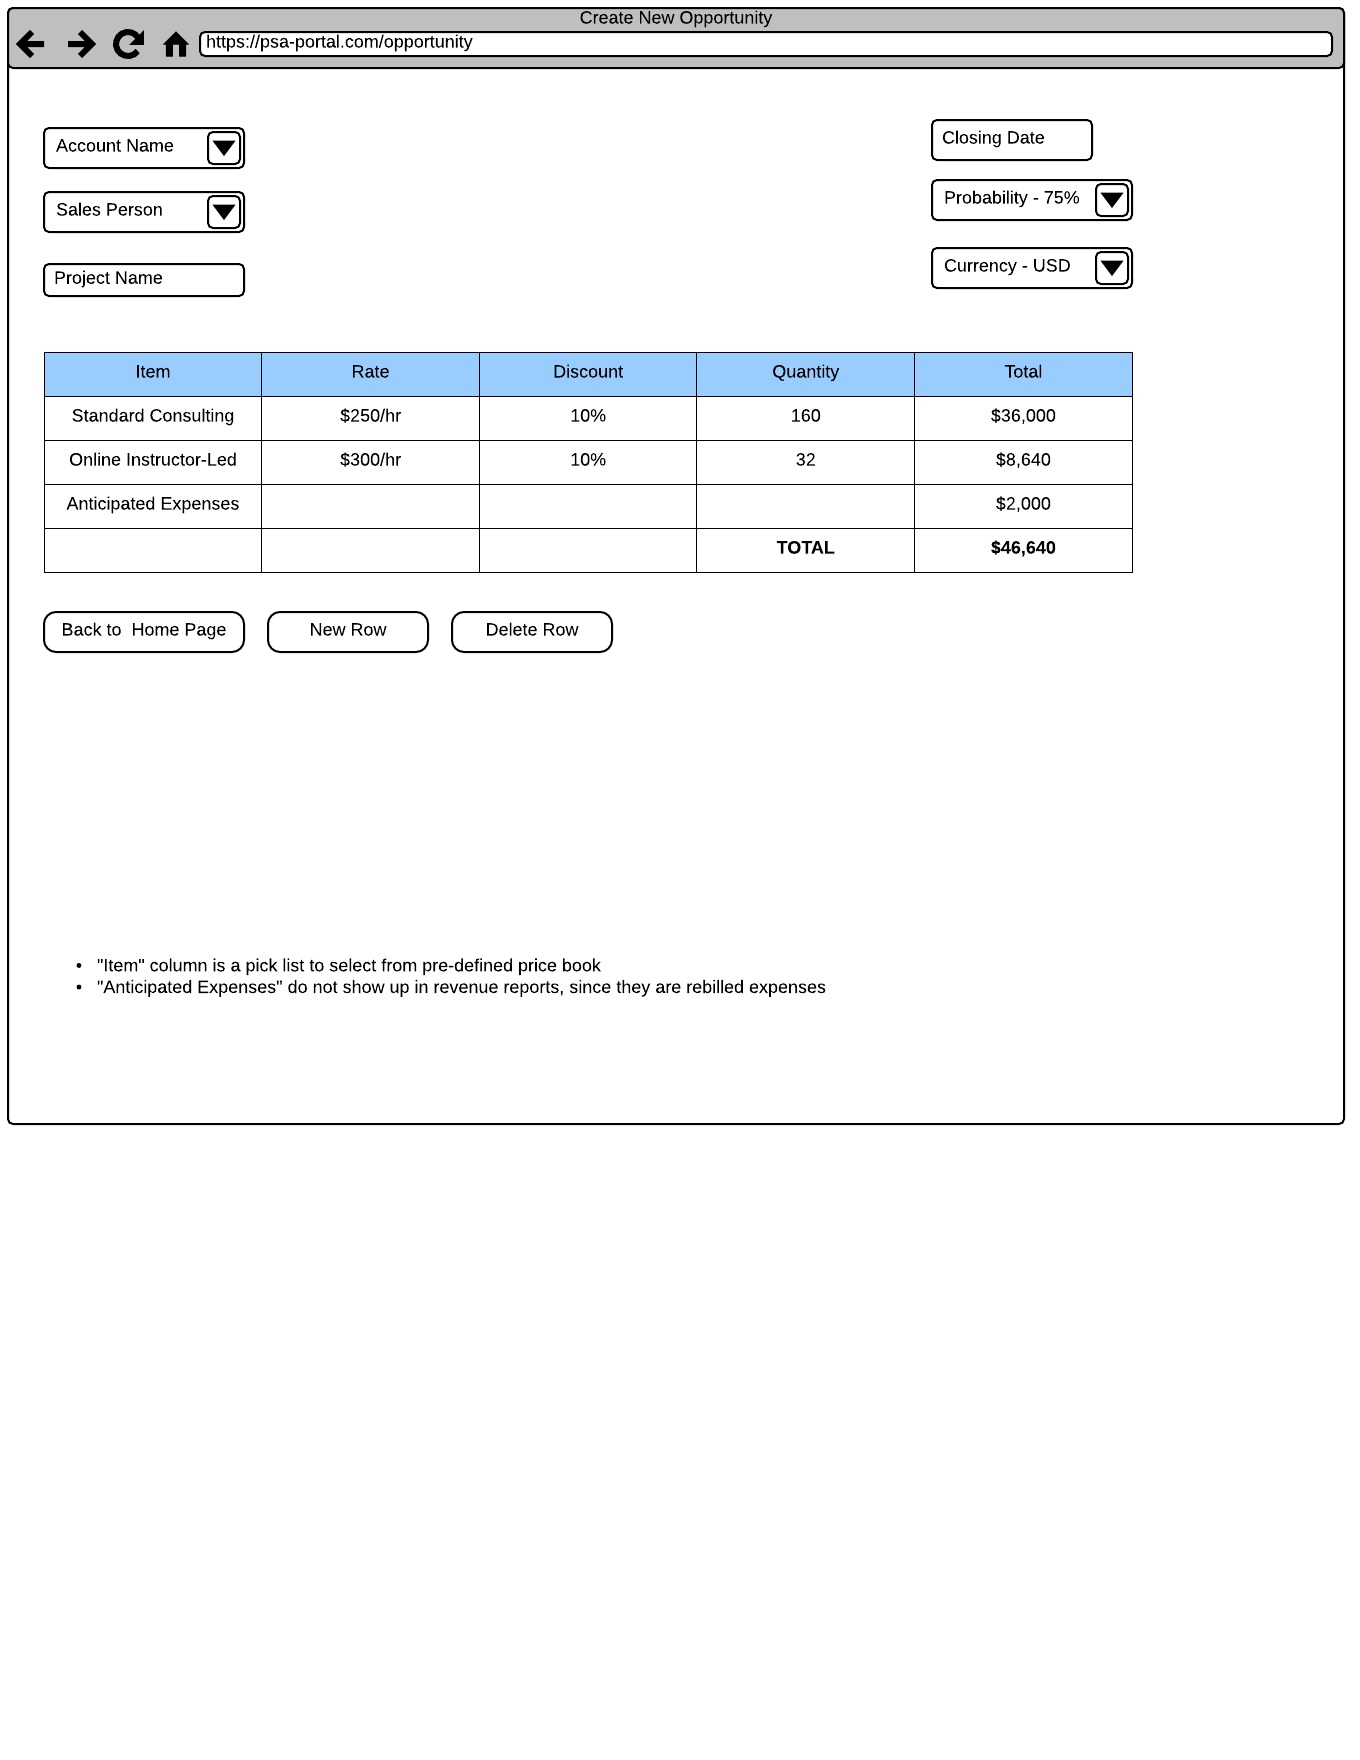 Create New Opportunity
https://psa-portal.com/opportunity
Account Name
Closing Date
Sales Person
Probability - 75%
Project Name
Currency - USD
Item Rate Discount Quantity Total
Standard Consulting $250/hr 10% 160 $36,000
Online Instructor-Led $300/hr 10% 32 $8,640
Anticipated Expenses $2,000
TOTAL $46,640
Back to  Home Page New Row Delete Row
• "Item" column is a pick list to select from pre-defined price book
• "Anticipated Expenses" do not show up in revenue reports, since they are rebilled expenses